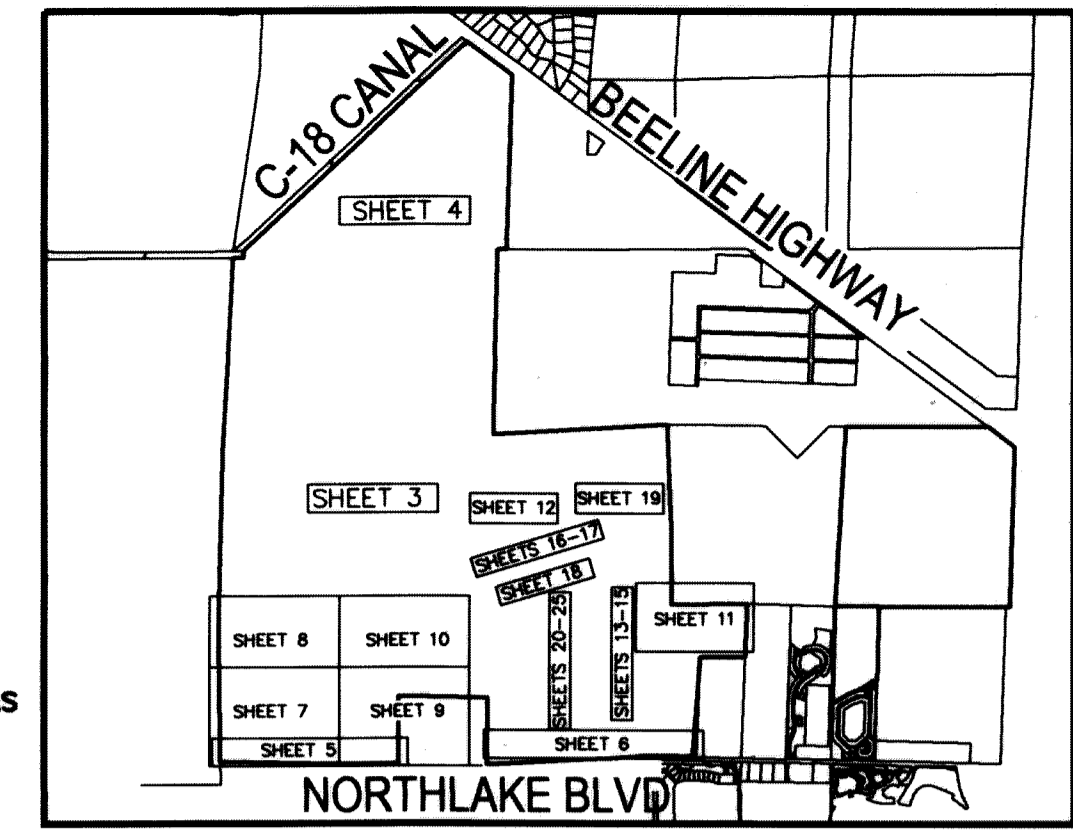 C-18 CANAL
BEELINE HIGHWAY
SHEET 4
SHEET 3
SHEET 12
SHEET 19
SHEETS 16-17
SHEET 18
SHEETS 20-25
SHEETS 13-15
SHEET 11
SHEET 8
SHEET 10
SHEET 7
SHEET 9
SHEET 5
SHEET 6
NORTHLAKE BLVD